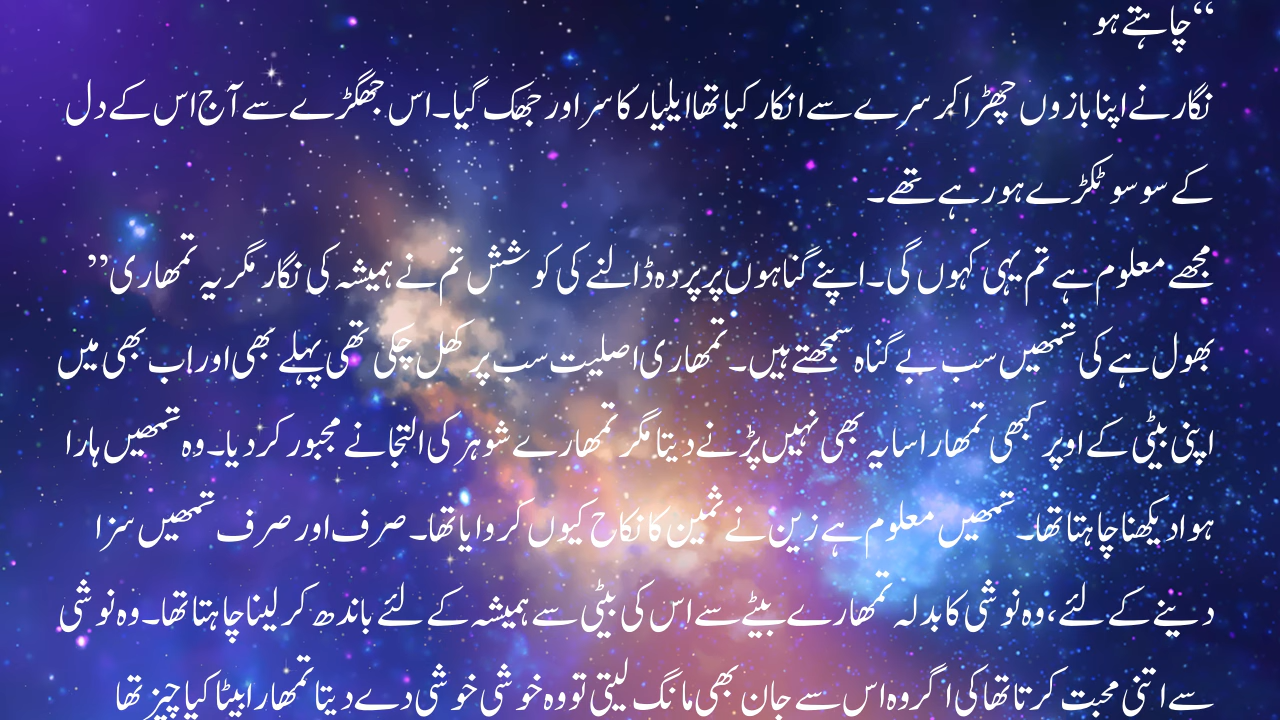 “چاہتے ہو
نگار نے اپنا بازوں چھڑا کر سرے سے انکار کیا تھا ایلیار کا سر اور جھک گیا۔ اس جھگڑے سے آج اس کے دل
کے سو سو ٹکڑے ہو رہے تھے۔
مجھے معلوم ہے تم یہی کہوں گی۔ اپنے گناہوں پر پردہ ڈالنے کی کوشش تم نے ہمیشہ کی نگار مگر یہ تمھاری”
بھول ہے کی تمھیں سب بے گناہ سمجھتے ہیں۔ تمھاری اصلیت سب پر کھل چکی تھی پہلے بھی اور اب بھی میں
اپنی بیٹی کے اوپر کبھی تمھارا سایہ بھی نہیں پڑنے دیتا مگر تمھارے شوہر کی التجا نے مجبور کر دیا۔ وہ تمھیں ہارا
ہوا دیکھنا چاہتا تھا۔ تمھیں معلوم ہے زین نے ثمین کا نکاح کیوں کروایا تھا۔ صرف اور صرف تمھیں سزا
دینے کے لئے، وہ نوشی کا بدلہ تمھارے بیٹے سے اس کی بیٹی سے ہمیشہ کے لئے باندھ کر لینا چاہتا تھا۔ وہ نوشی
سے اتنی محبت کرتا تھا کی اگر وہ اس سے جان بھی مانگ لیتی تو وہ خوشی خوشی دے دیتا تمھارا بیٹا کیا چیز تھا